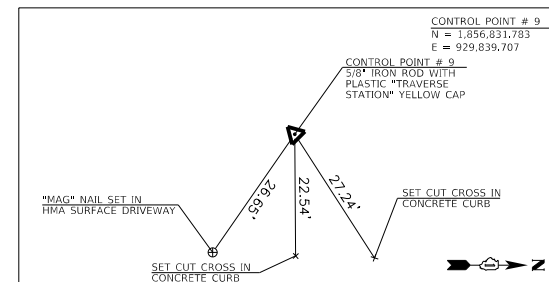 CONTROL POINT # 9
N = 1,856,831.783
E = 929,839.707
CONTROL POINT # 9
5/8" IRON ROD WITH
PLASTIC "TRAVERSE
STATION" YELLOW CAP
26.65'
22.54'
27.24'
"MAG" NAIL SET IN
HMA SURFACE DRIVEWAY
SET CUT CROSS IN
CONCRETE CURB
SET CUT CROSS IN
CONCRETE CURB
N